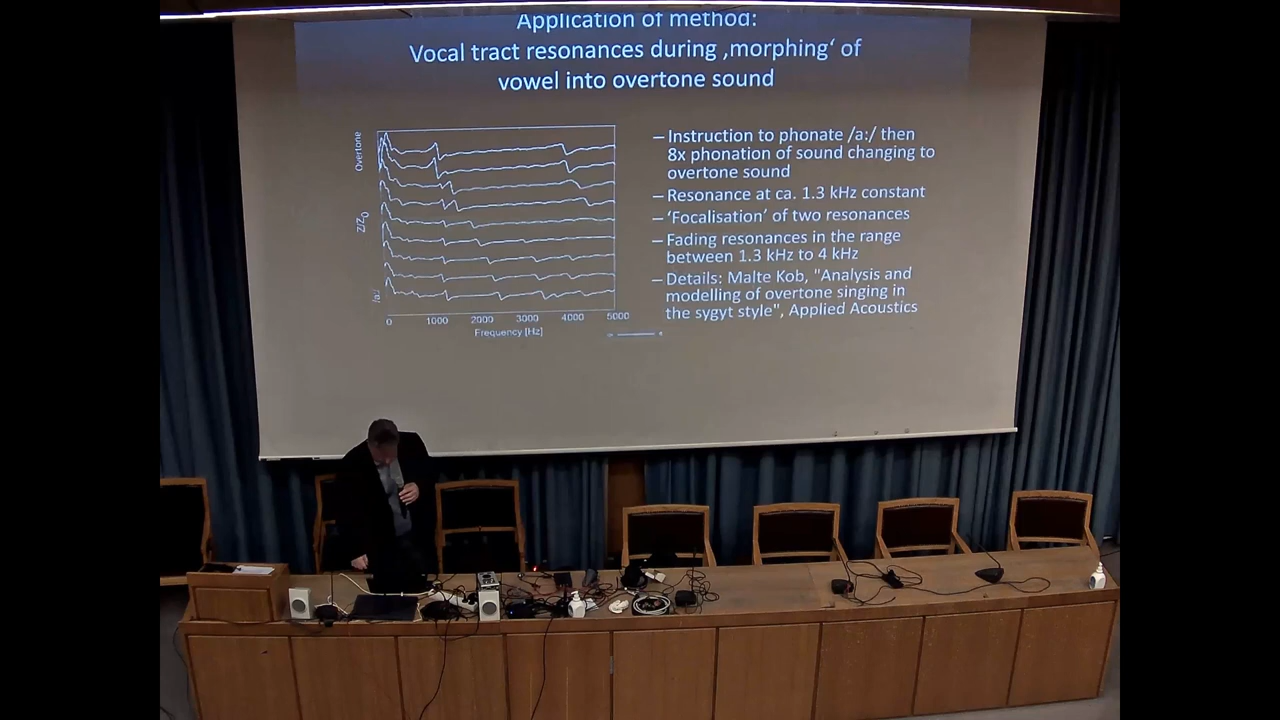 Application of method:
Vocal tract resonances during ‚morphing‘ of
vowel into overtone sound
Overtone
Z/Z0
/a:/
0 1000 2000 3000 4000 5000
Frequency [Hz]
– Instruction to phonate /a:/ then
8x phonation of sound changing to
overtone sound
– Resonance at ca. 1.3 kHz constant
– ‘Focalisation’ of two resonances
– Fading resonances in the range
between 1.3 kHz to 4 kHz
– Details: Malte Kob, "Analysis and
modelling of overtone singing in
the sygyt style", Applied Acoustics